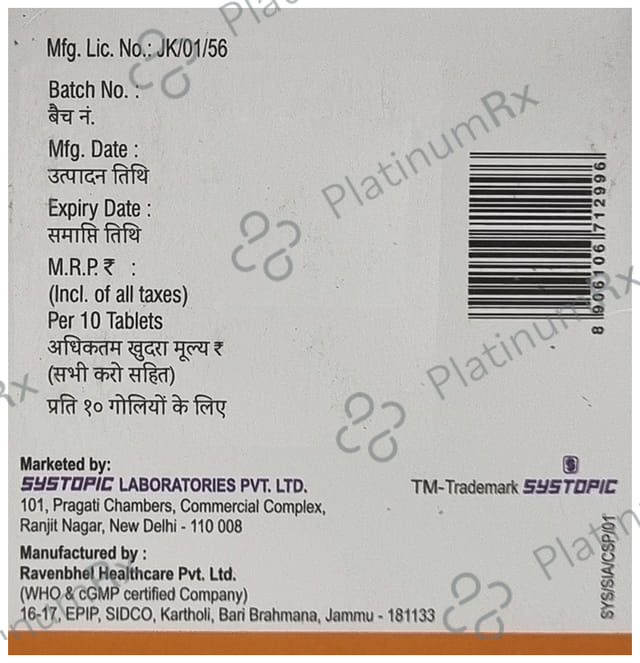 Mfg. Lic. No.: JK/01/56
Batch No. :
बैच नं.
Mfg. Date :
उत्पादन तिथि
Expiry Date :
समाप्ति तिथि
M.R.P. ₹ :
(Incl. of all taxes)
Per 10 Tablets
अधिकतम खुदरा मूल्य ₹
(सभी करो सहित)
प्रति १० गोलियों के लिए
8 906106 712996
Marketed by:
SYSTOPIC LABORATORIES PVT. LTD.
101, Pragati Chambers, Commercial Complex,
Ranjit Nagar, New Delhi - 110 008
TM-Trademark SYSTOPIC
Manufactured by :
Ravenbhel Healthcare Pvt. Ltd.
(WHO & cGMP certified Company)
16-17, EPIP, SIDCO, Kartholi, Bari Brahmana, Jammu - 181133
SYS/SIA/CSP/01
PlatinumRx
PlatinumRx